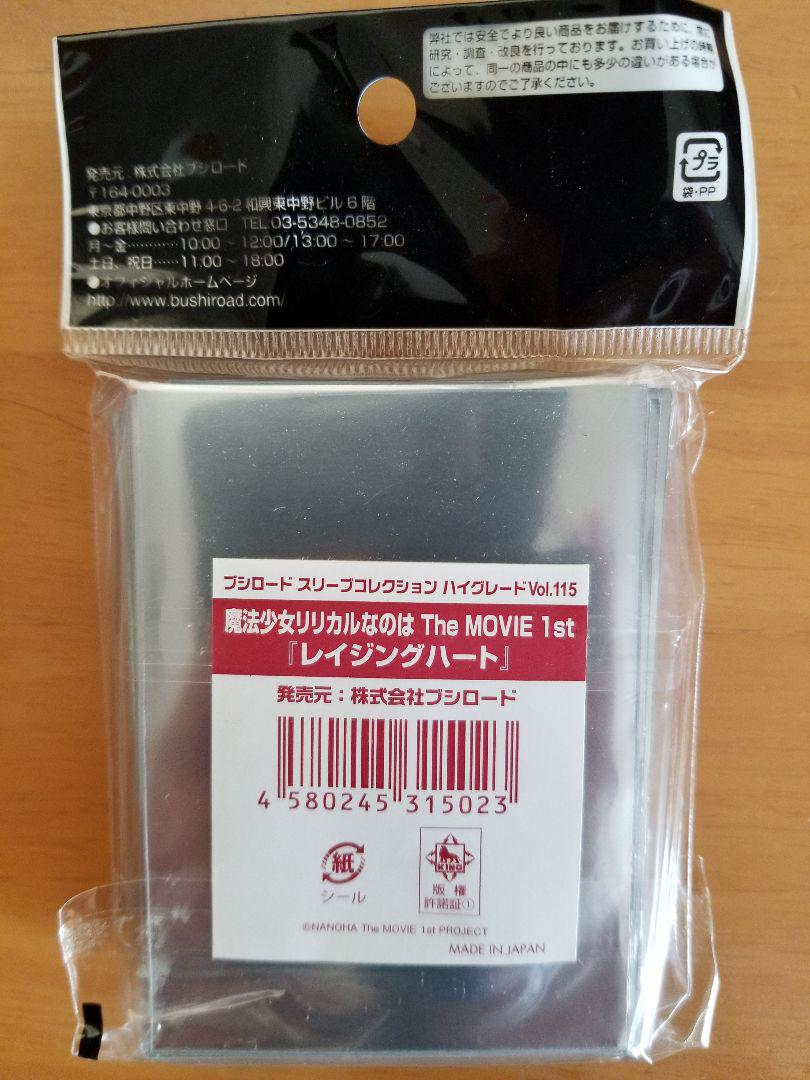 弊社では安全でより良い商品をお届けするために、常に
研究・調査・改良を行っております。お買い上げの時期
によって、同一の商品の中にも多少の違いがある場合が
ございますのでご了承ください。
プラ
袋・PP
発売元：株式会社ブシロード
〒164-0003
東京都中野区東中野 4-6-2 和興東中野ビル 6 階
●お客様問い合わせ窓口 TEL.03-5348-0852
月～金…………10:00 ～ 12:00/13:00 ～ 17:00
土日、祝日……11:00 ～ 18:00
●オフィシャルホームページ
http://www.bushiroad.com/
ブシロード スリーブコレクション ハイグレード Vol.115
魔法少女リリカルなのは The MOVIE 1st
『レイジングハート』
発売元：株式会社ブシロード
4 580245 315023
紙
シール
KING
版権
許諾証①
©NANOHA The MOVIE 1st PROJECT
MADE IN JAPAN